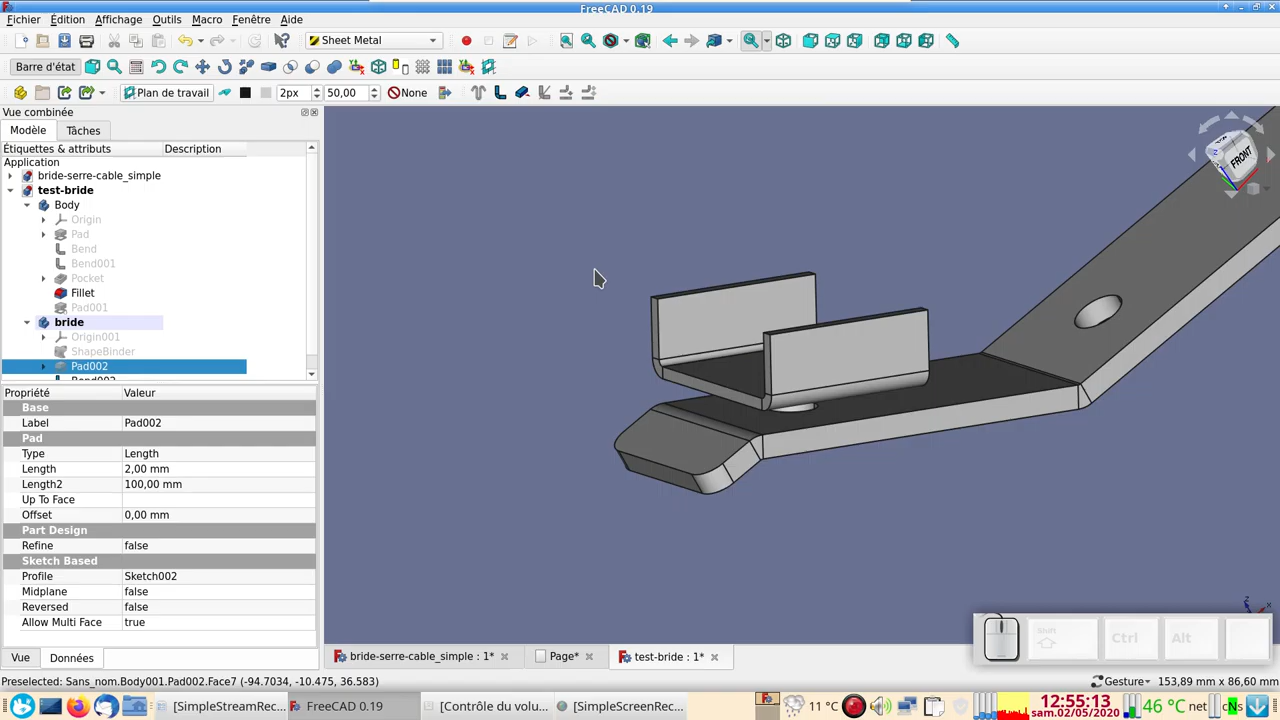 FreeCAD 0.19
Fichier Édition Affichage Outils Macro Fenêtre Aide
Sheet Metal
Barre d'état
Plan de travail 2px 50,00 None
Vue combinée
Modèle Tâches
Étiquettes & attributs Description
Application
bride-serre-cable_simple
test-bride
Body
Origin
Pad
Bend
Bend001
Pocket
Fillet
Pad001
bride
Origin001
ShapeBinder
Pad002
Propriété Valeur
Base
Label Pad002
Pad
Type Length
Length 2,00 mm
Length2 100,00 mm
Up To Face
Offset 0,00 mm
Part Design
Refine false
Sketch Based
Profile Sketch002
Midplane false
Reversed false
Allow Multi Face true
Vue Données
FRONT
Shift Ctrl Alt
bride-serre-cable_simple : 1* Page* test-bride : 1*
Preselected: Sans_nom.Body001.Pad002.Face7 (-94.7034, -10.475, 36.583) Gesture 153,89 mm x 86,60 mm
[SimpleStreamRec... FreeCAD 0.19 [Contrôle du volu... [SimpleScreenRec... 11 °C 12:55:13 sam.02/05/2020 46 °C net